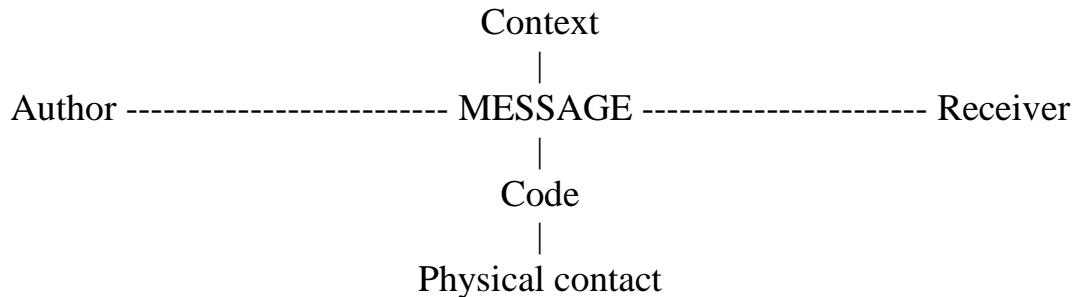 Context
|
Author -------------------------- MESSAGE ----------------------- Receiver
|
Code
|
Physical contact